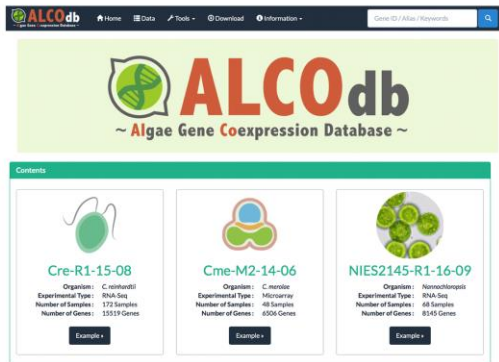 ALCOdb Home Data Tools Download Information Gene ID / Alias / Keywords
~ Algae Gene Coexpression Database ~
ALCOdb
~ Algae Gene Coexpression Database ~
Contents
Cre-R1-15-08
Organism : C. reinhardtii
Experimental Type : RNA-Seq
Number of Samples : 172 Samples
Number of Genes : 15519 Genes
Example »
Cme-M2-14-06
Organism : C. merolae
Experimental Type : Microarray
Number of Samples : 48 Samples
Number of Genes : 6506 Genes
Example »
NIES2145-R1-16-09
Organism : Nannochloropsis
Experimental Type : RNA-Seq
Number of Samples : 68 Samples
Number of Genes : 8145 Genes
Example »